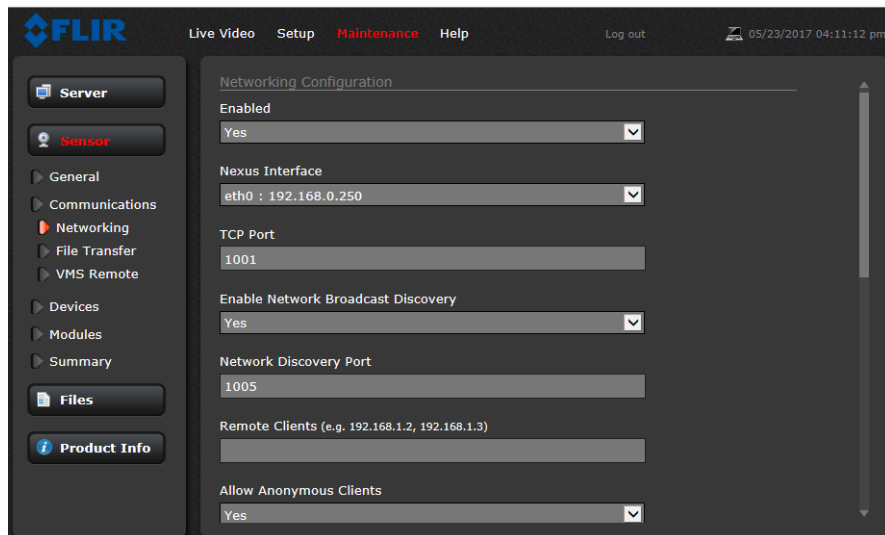 FLIR
Live Video Setup Maintenance Help Log out 05/23/2017 04:11:12 pm
Server
Sensor
General
Communications
Networking
File Transfer
VMS Remote
Devices
Modules
Summary
Files
Product Info
Networking Configuration
Enabled
Yes
Nexus Interface
eth0 : 192.168.0.250
TCP Port
1001
Enable Network Broadcast Discovery
Yes
Network Discovery Port
1005
Remote Clients (e.g. 192.168.1.2, 192.168.1.3)
Allow Anonymous Clients
Yes